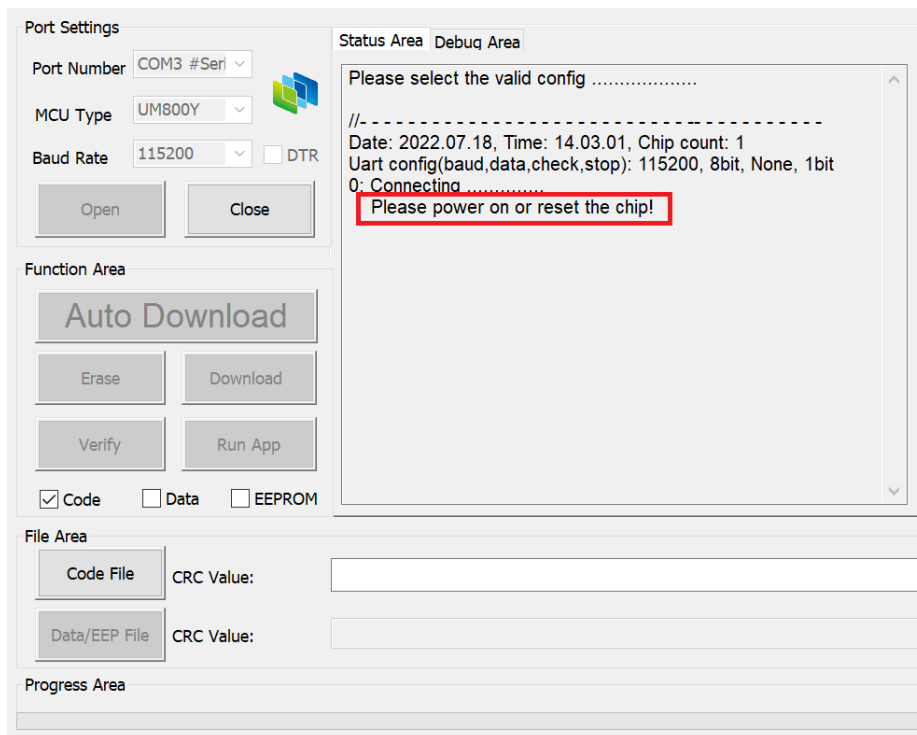 Port Settings
Port Number COM3 #Seri
MCU Type UM800Y
Baud Rate 115200 DTR
Open Close
Status Area Debug Area
Please select the valid config ...................
//- - - - - - - - - - - - - - - - - - - - - - - - - - - -- - - - - - - - - - -
Date: 2022.07.18, Time: 14.03.01, Chip count: 1
Uart config(baud,data,check,stop): 115200, 8bit, None, 1bit
0: Connecting ..............
Please power on or reset the chip!
Function Area
Auto Download
Erase Download
Verify Run App
Code Data EEPROM
File Area
Code File CRC Value:
Data/EEP File CRC Value:
Progress Area